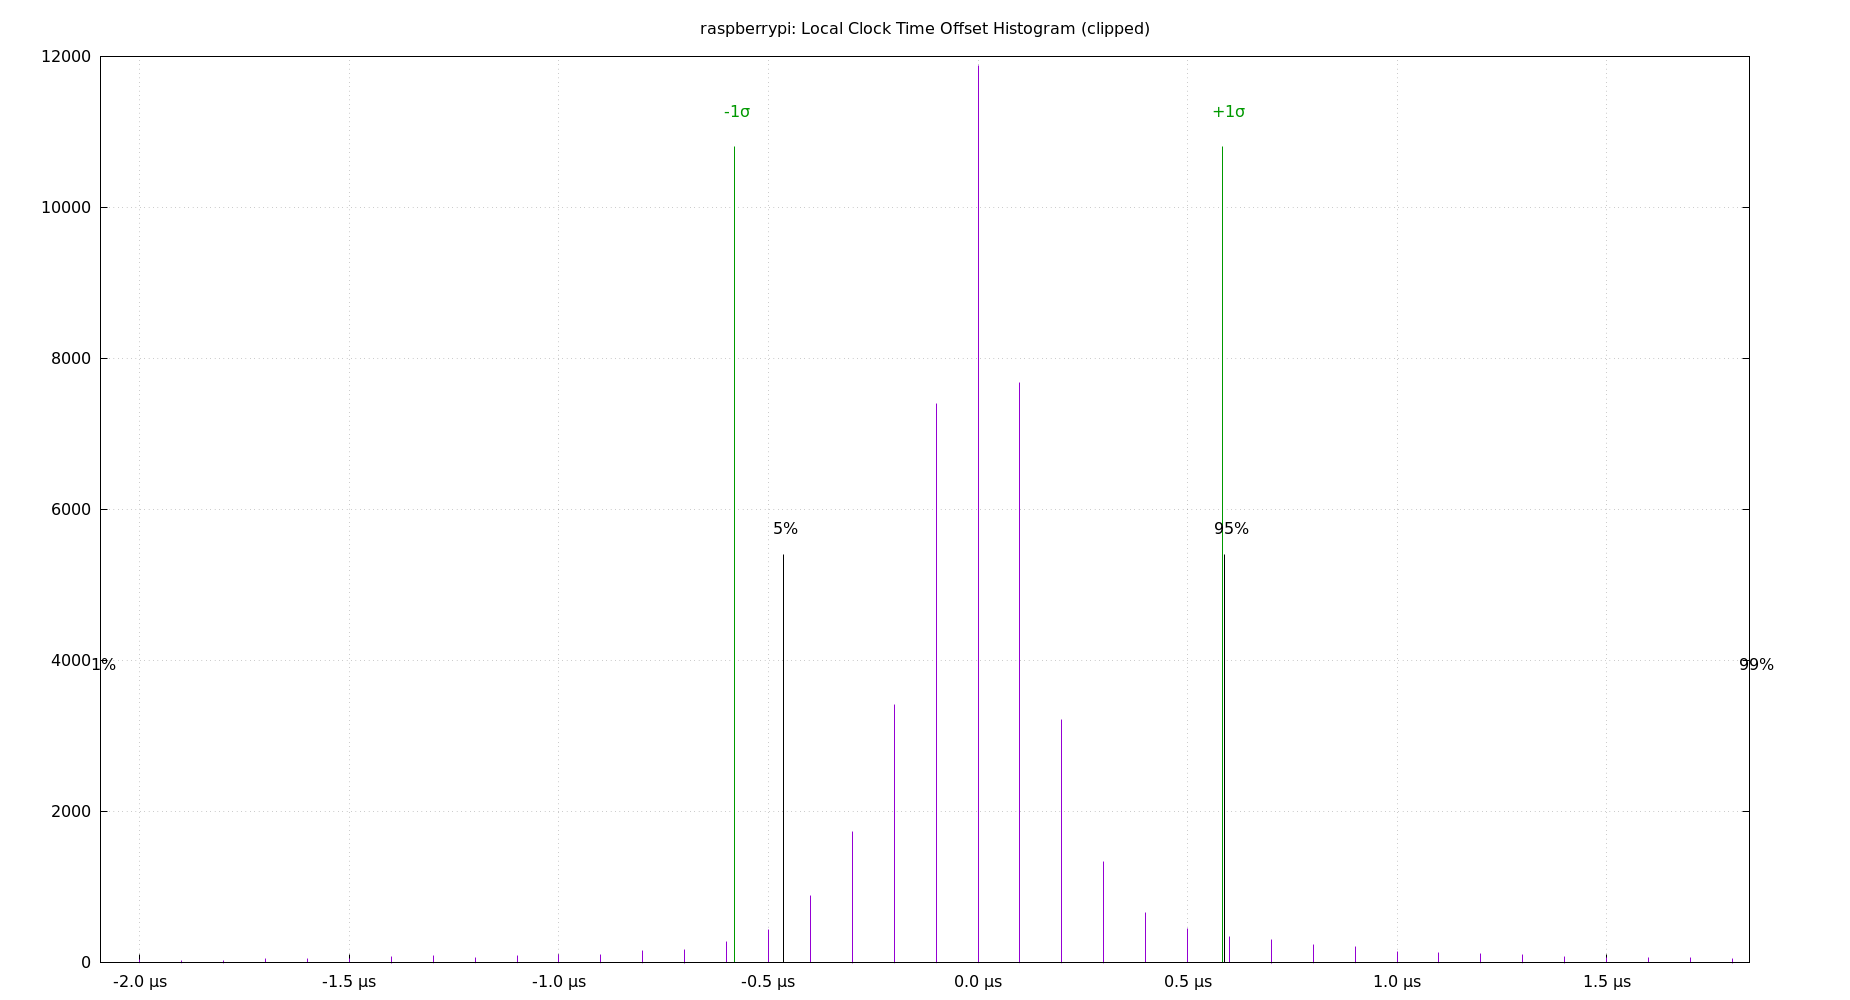 raspberrypi: Local Clock Time Offset Histogram (clipped)
12000
-1σ
+1σ
10000
8000
6000
5%
95%
4000
1%
99%
2000
0
-2.0 µs
-1.5 µs
-1.0 µs
-0.5 µs
0.0 µs
0.5 µs
1.0 µs
1.5 µs